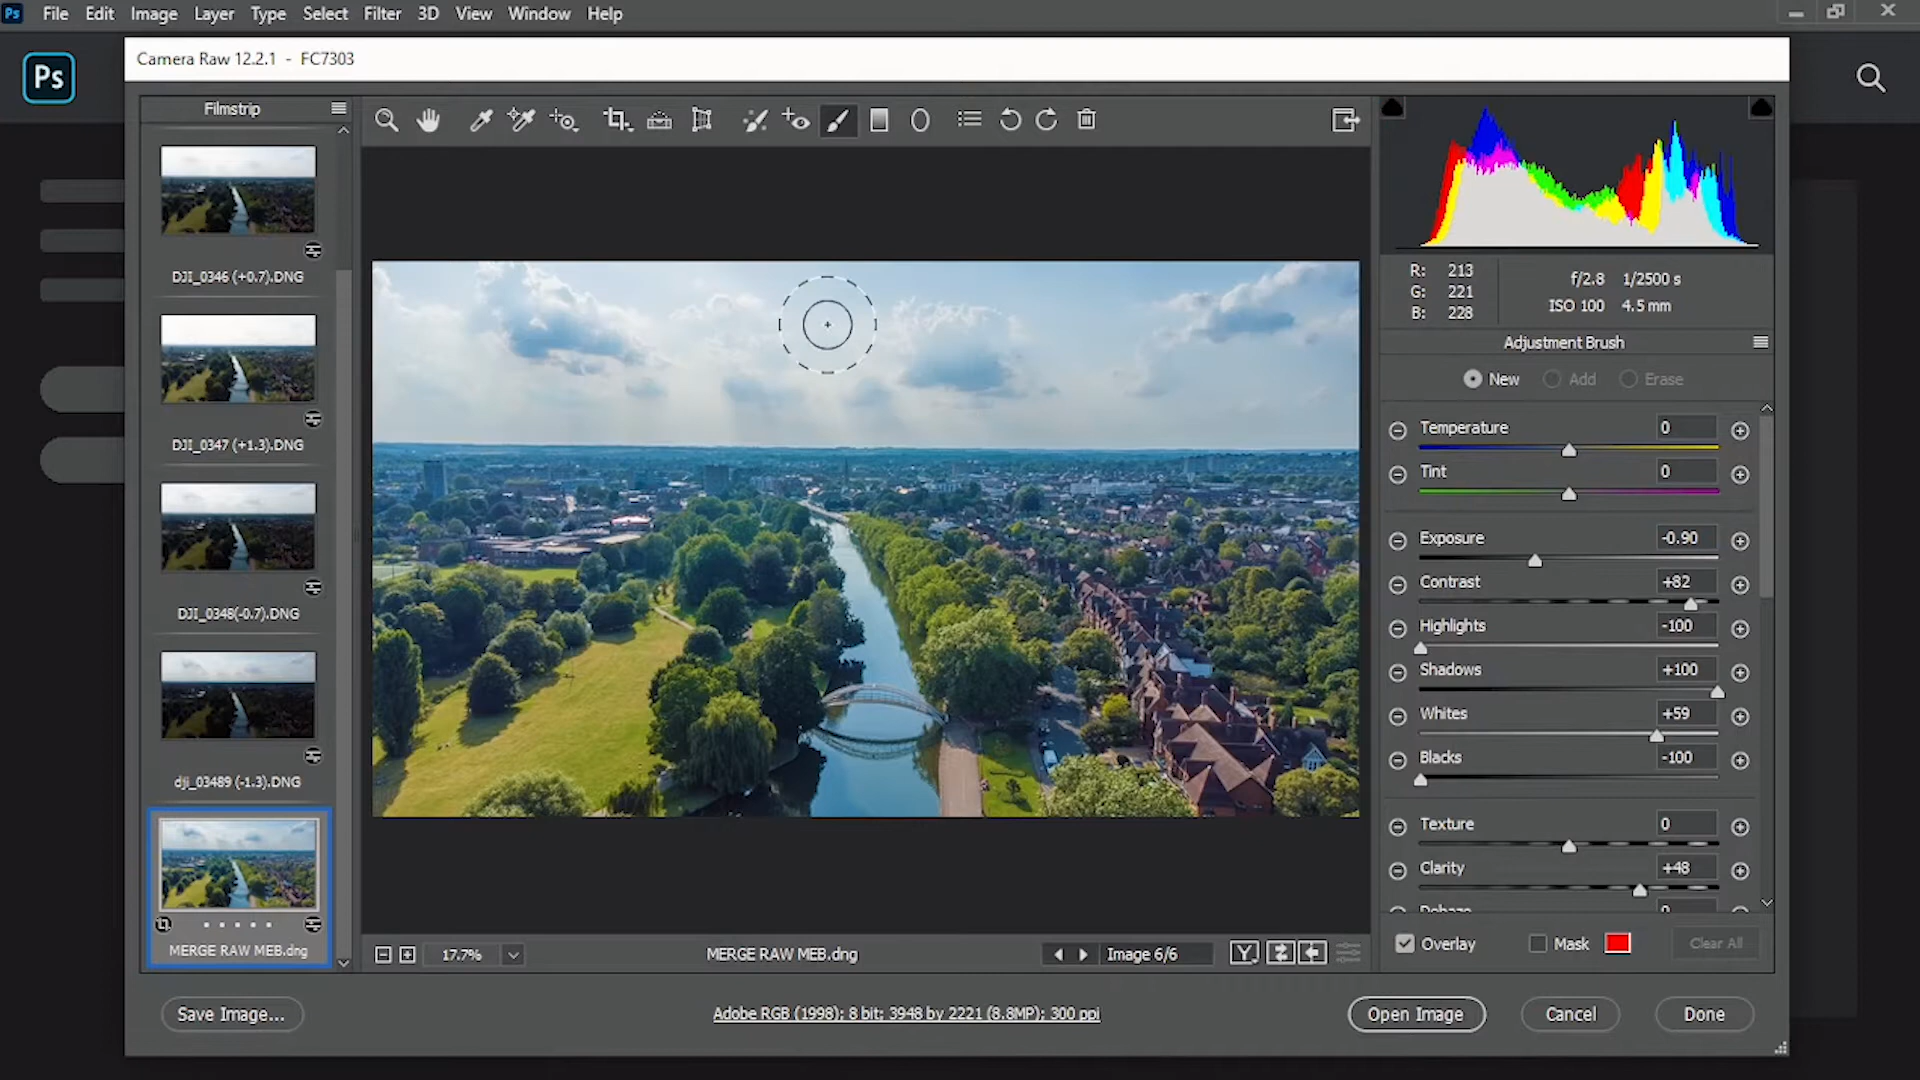 Ps File Edit Image Layer Type Select Filter 3D View Window Help
Ps
Camera Raw 12.2.1 - FC7303
Filmstrip
DJI_0346 (+0.7).DNG
DJI_0347 (+1.3).DNG
DJI_0348(-0.7).DNG
dji_03489 (-1.3).DNG
MERGE RAW MEB.dng
17.7%
MERGE RAW MEB.dng
Image 6/6
Y
R: 213
G: 221
B: 228
f/2.8 1/2500 s
ISO 100 4.5 mm
Adjustment Brush
New Add Erase
Temperature 0
Tint 0
Exposure -0.90
Contrast +82
Highlights -100
Shadows +100
Whites +59
Blacks -100
Texture 0
Clarity +48
Dehaze 0
Overlay Mask Clear All
Save Image...
Adobe RGB (1998); 8 bit; 3948 by 2221 (8.8MP); 300 ppi
Open Image Cancel Done